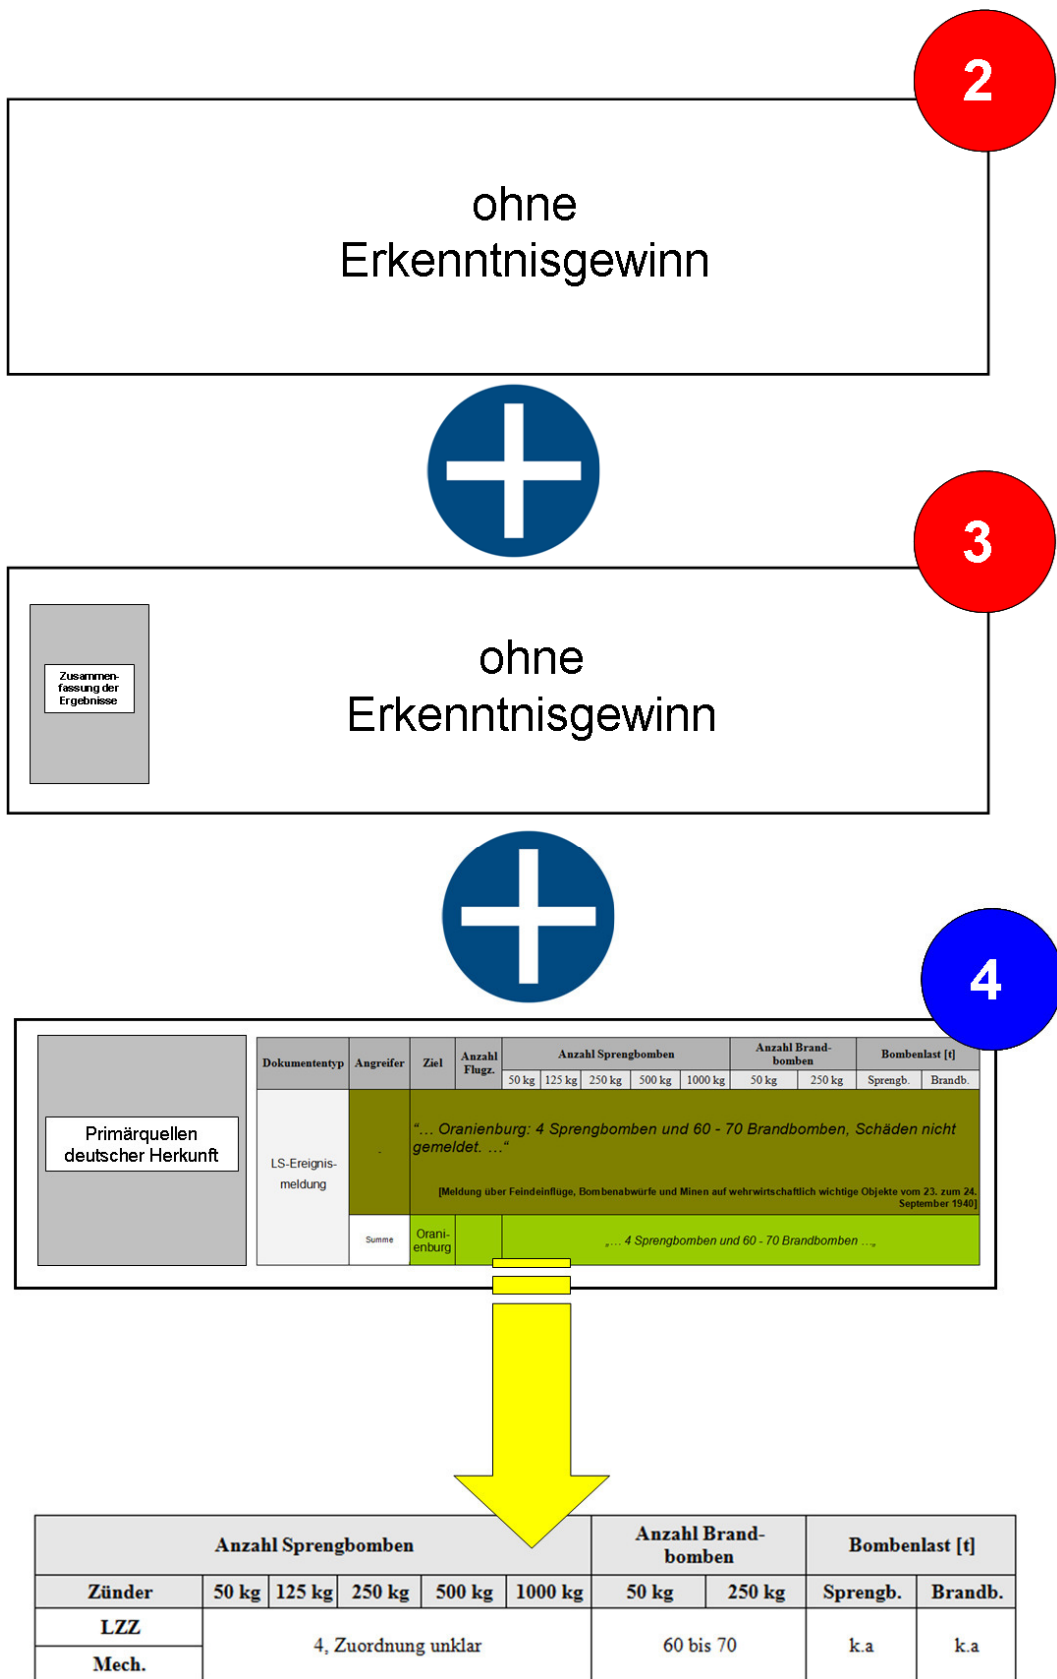 2
ohne
Erkenntnisgewinn
3
Zusammen-
fassung der
Ergebnisse
ohne
Erkenntnisgewinn
4
Primärquellen
deutscher Herkunft
Dokumententyp Angreifer Ziel Anzahl Flugz. Anzahl Sprengbomben Anzahl Brand-bomben Bombenlast [t]
50 kg 125 kg 250 kg 500 kg 1000 kg 50 kg 250 kg Sprengb. Brandb.
LS-Ereignis-
meldung
.
"... Oranienburg: 4 Sprengbomben und 60 - 70 Brandbomben, Schäden nicht
gemeldet. ..."
[Meldung über Feindeinflüge, Bombenabwürfe und Minen auf wehrwirtschaftlich wichtige Objekte vom 23. zum 24.
September 1940]
Summe Orani-enburg „... 4 Sprengbomben und 60 - 70 Brandbomben ...„
Anzahl Sprengbomben Anzahl Brand-bomben Bombenlast [t]
Zünder 50 kg 125 kg 250 kg 500 kg 1000 kg 50 kg 250 kg Sprengb. Brandb.
LZZ
4, Zuordnung unklar 60 bis 70 k.a k.a
Mech.